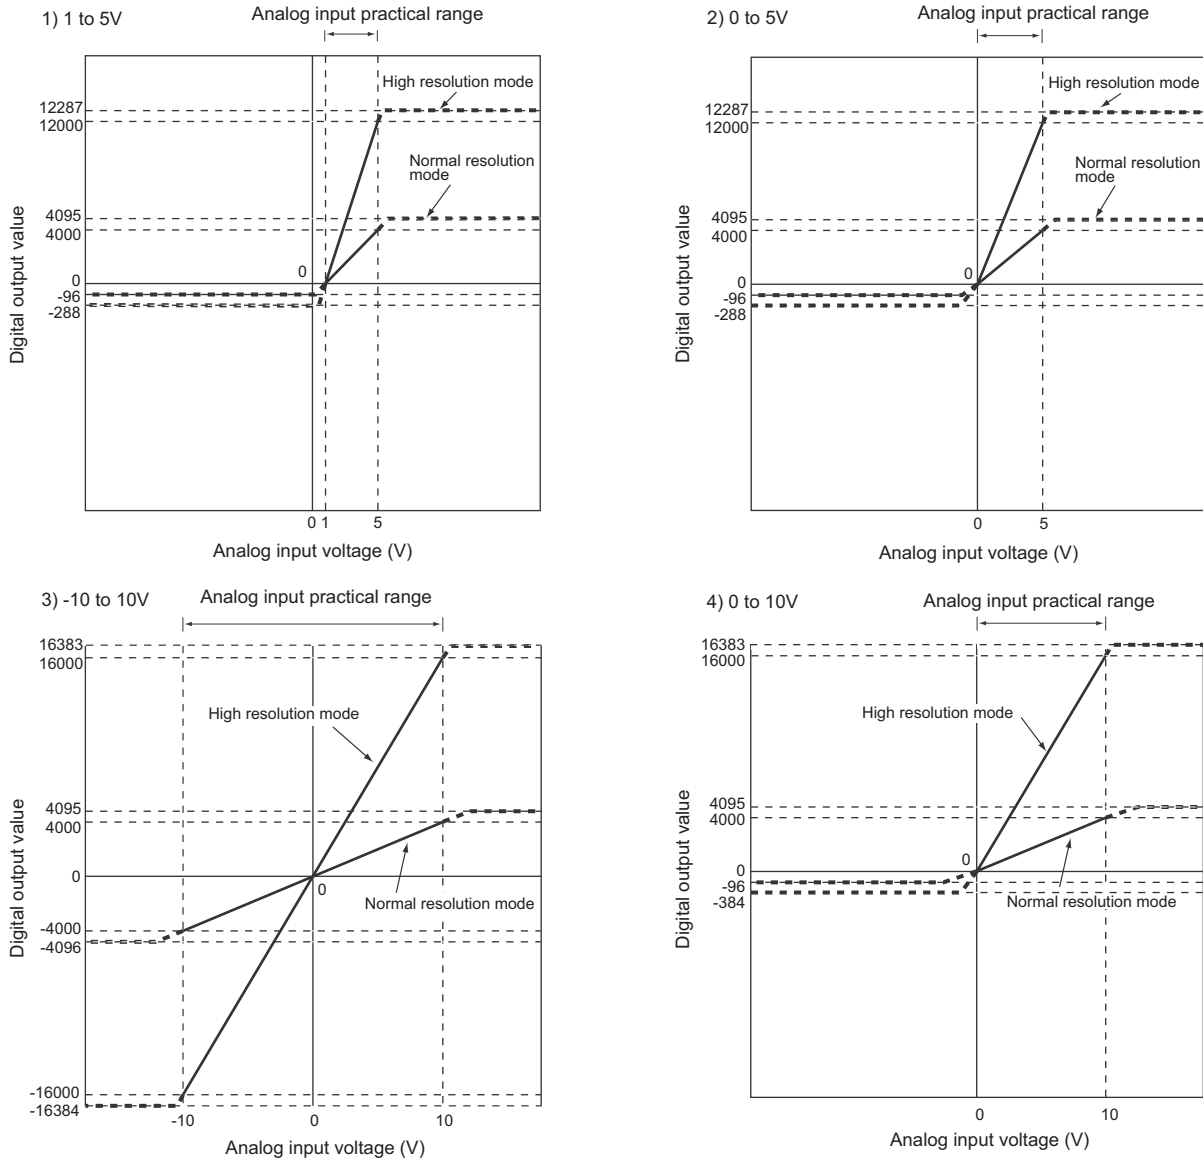 1) 1 to 5V
Analog input practical range
High resolution mode
12287
12000
Normal resolution
mode
4095
4000
0
0
-96
-288
Digital output value
0 1 5
Analog input voltage (V)
2) 0 to 5V
Analog input practical range
High resolution mode
12287
12000
Normal resolution
mode
4095
4000
0
0
-96
-288
Digital output value
0 5
Analog input voltage (V)
3) -10 to 10V
Analog input practical range
16383
16000
High resolution mode
4095
4000
0
0
Normal resolution mode
-4000
-4096
-16000
-16384
Digital output value
-10 0 10
Analog input voltage (V)
4) 0 to 10V
Analog input practical range
16383
16000
High resolution mode
4095
4000
0
0
-96
-384
Normal resolution mode
Digital output value
0 10
Analog input voltage (V)